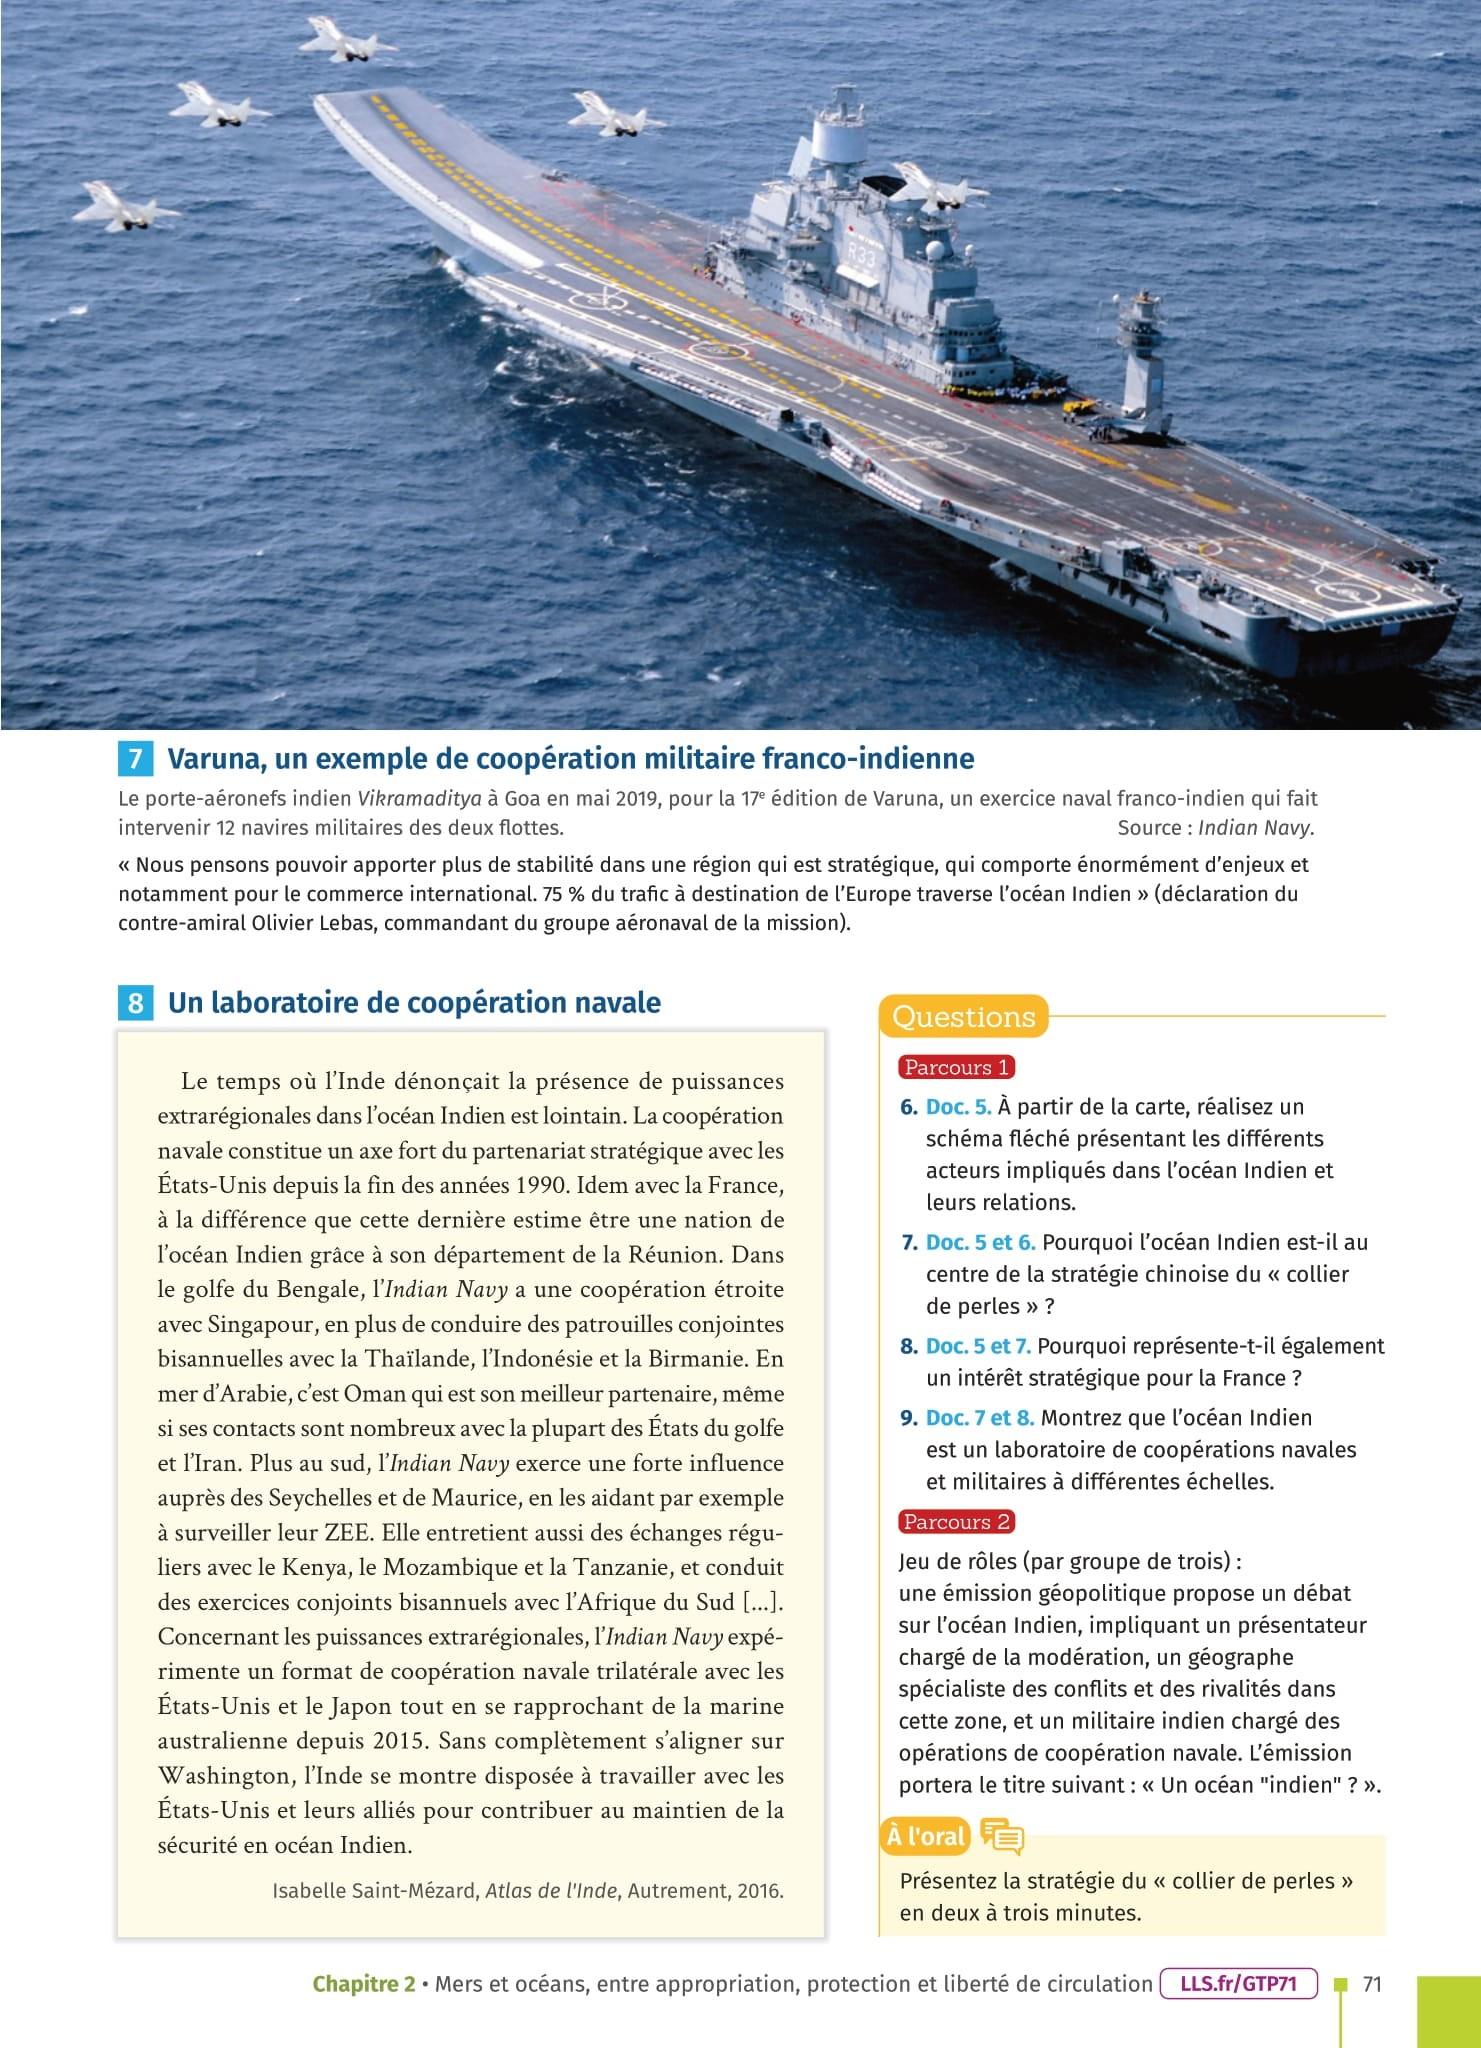 R33
7 Varuna, un exemple de coopération militaire franco-indienne
Le porte-aéronefs indien Vikramaditya à Goa en mai 2019, pour la 17e édition de Varuna, un exercice naval franco-indien qui fait
intervenir 12 navires militaires des deux flottes.
Source : Indian Navy.
« Nous pensons pouvoir apporter plus de stabilité dans une région qui est stratégique, qui comporte énormément d’enjeux et
notamment pour le commerce international. 75 % du trafic à destination de l’Europe traverse l’océan Indien » (déclaration du
contre-amiral Olivier Lebas, commandant du groupe aéronaval de la mission).
8 Un laboratoire de coopération navale
Le temps où l’Inde dénonçait la présence de puissances
extrarégionales dans l’océan Indien est lointain. La coopération
navale constitue un axe fort du partenariat stratégique avec les
États-Unis depuis la fin des années 1990. Idem avec la France,
à la différence que cette dernière estime être une nation de
l’océan Indien grâce à son département de la Réunion. Dans
le golfe du Bengale, l’Indian Navy a une coopération étroite
avec Singapour, en plus de conduire des patrouilles conjointes
bisannuelles avec la Thaïlande, l’Indonésie et la Birmanie. En
mer d’Arabie, c’est Oman qui est son meilleur partenaire, même
si ses contacts sont nombreux avec la plupart des États du golfe
et l’Iran. Plus au sud, l’Indian Navy exerce une forte influence
auprès des Seychelles et de Maurice, en les aidant par exemple
à surveiller leur ZEE. Elle entretient aussi des échanges régu-
liers avec le Kenya, le Mozambique et la Tanzanie, et conduit
des exercices conjoints bisannuels avec l’Afrique du Sud [...].
Concernant les puissances extrarégionales, l’Indian Navy expé-
rimente un format de coopération navale trilatérale avec les
États-Unis et le Japon tout en se rapprochant de la marine
australienne depuis 2015. Sans complètement s’aligner sur
Washington, l’Inde se montre disposée à travailler avec les
États-Unis et leurs alliés pour contribuer au maintien de la
sécurité en océan Indien.
Isabelle Saint-Mézard, Atlas de l'Inde, Autrement, 2016.
Questions
Parcours 1
6. Doc. 5. À partir de la carte, réalisez un
schéma fléché présentant les différents
acteurs impliqués dans l’océan Indien et
leurs relations.
7. Doc. 5 et 6. Pourquoi l’océan Indien est-il au
centre de la stratégie chinoise du « collier
de perles » ?
8. Doc. 5 et 7. Pourquoi représente-t-il également
un intérêt stratégique pour la France ?
9. Doc. 7 et 8. Montrez que l’océan Indien
est un laboratoire de coopérations navales
et militaires à différentes échelles.
Parcours 2
Jeu de rôles (par groupe de trois) :
une émission géopolitique propose un débat
sur l’océan Indien, impliquant un présentateur
chargé de la modération, un géographe
spécialiste des conflits et des rivalités dans
cette zone, et un militaire indien chargé des
opérations de coopération navale. L’émission
portera le titre suivant : « Un océan "indien" ? ».
À l'oral
Présentez la stratégie du « collier de perles »
en deux à trois minutes.
Chapitre 2 • Mers et océans, entre appropriation, protection et liberté de circulation LLS.fr/GTP71 71